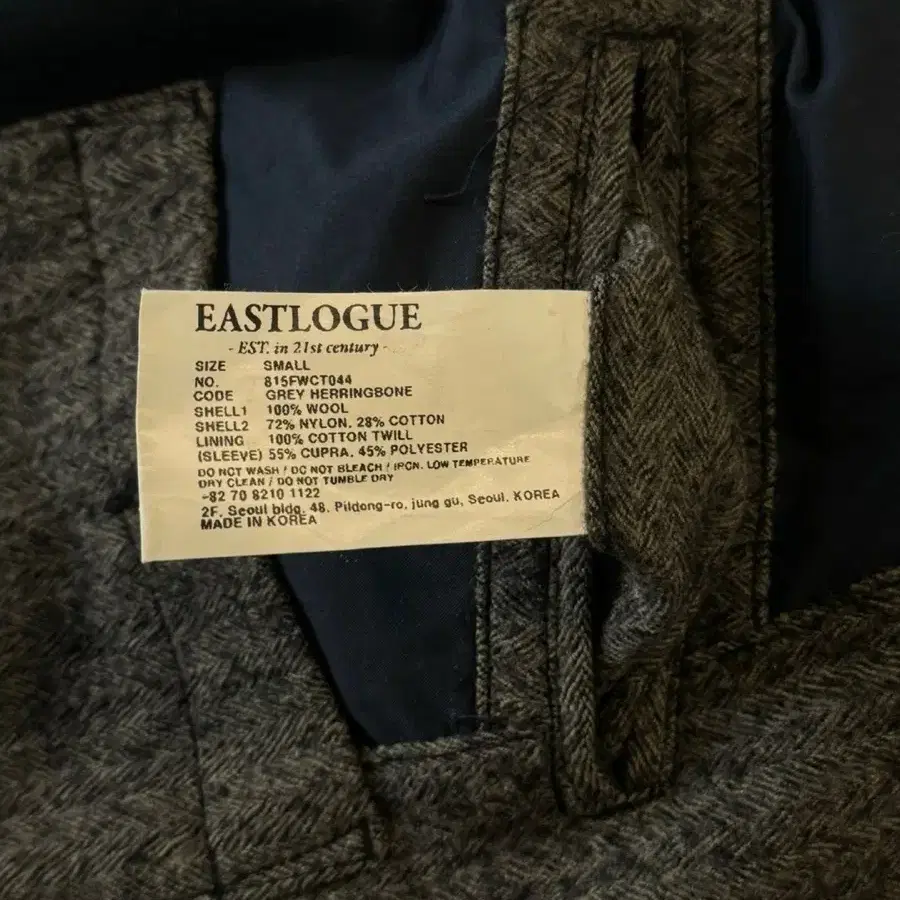 EASTLOGUE
- EST. in 21st century -
SIZE SMALL
NO. 815FWCT044
CODE GREY HERRINGBONE
SHELL1 100% WOOL
SHELL2 72% NYLON, 28% COTTON
LINING 100% COTTON TWILL
(SLEEVE) 55% CUPRA, 45% POLYESTER
DO NOT WASH / DO NOT BLEACH / IRON, LOW TEMPERATURE
DRY CLEAN / DO NOT TUMBLE DRY
-82 70 8210 1122
2F, Seoul bldg, 48, Pildong-ro, jung gu, Seoul, KOREA
MADE IN KOREA